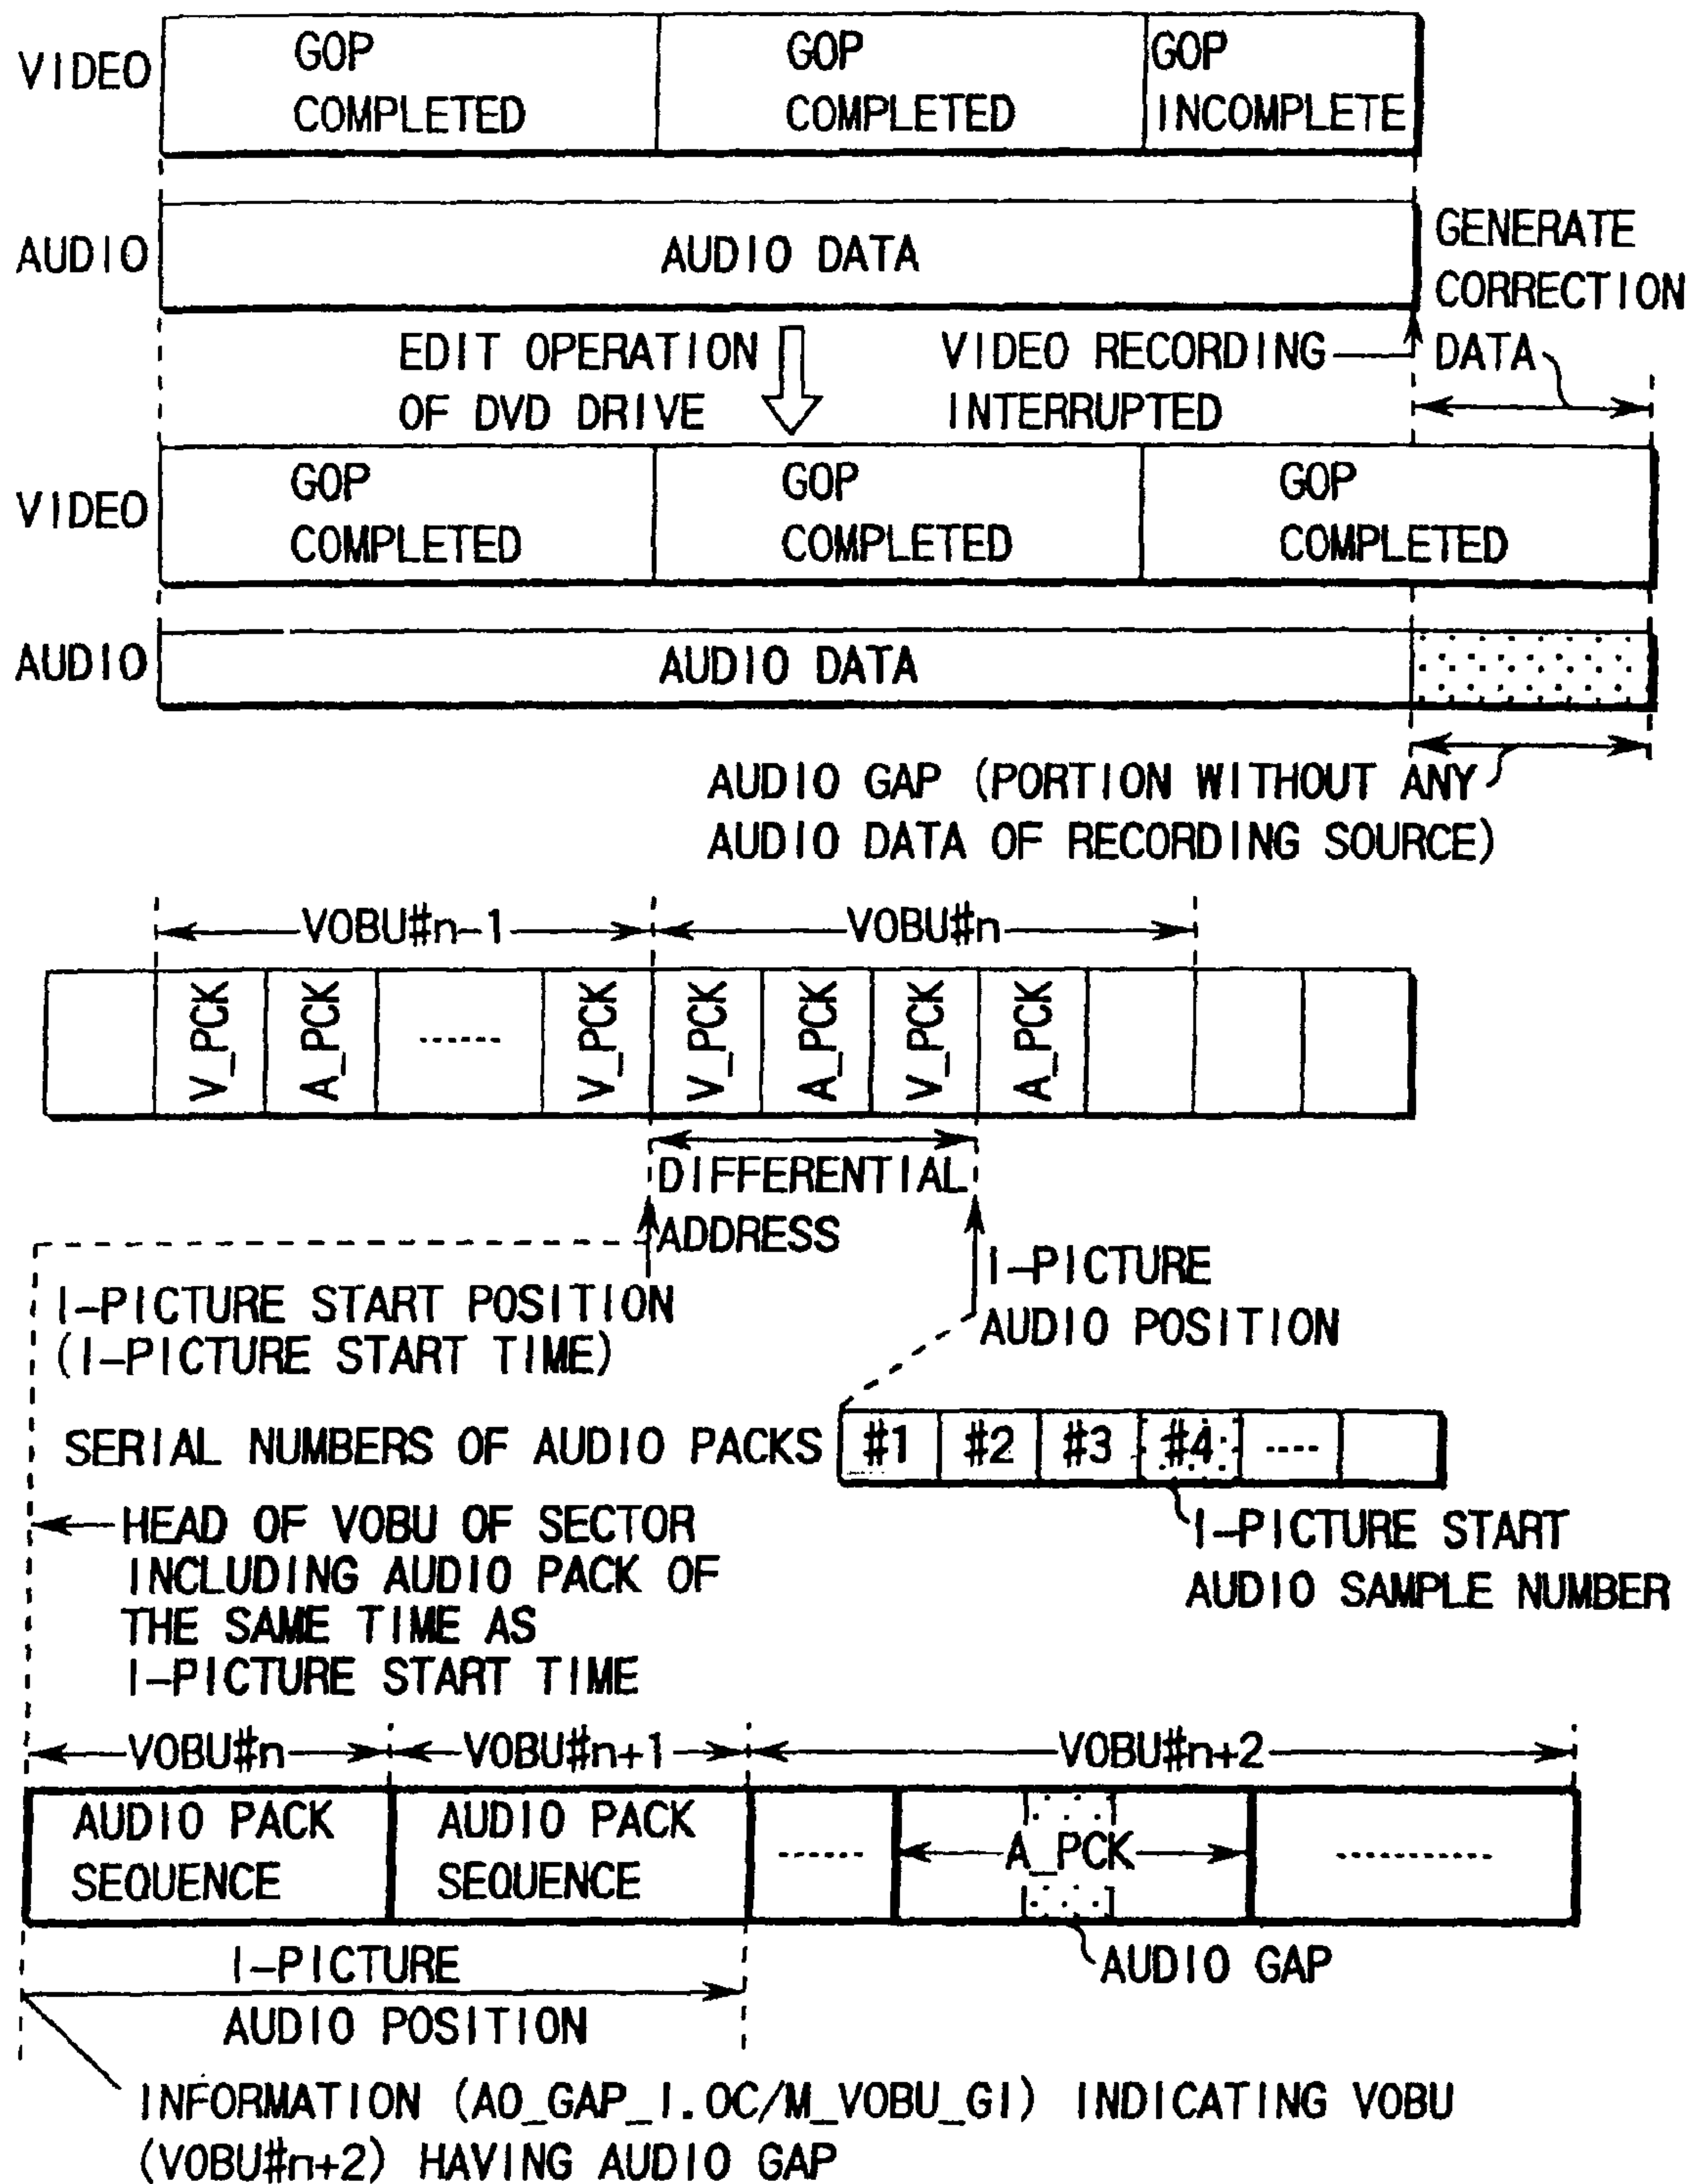 VIDEO
GOP
COMPLETED
GOP
COMPLETED
GOP
INCOMPLETE
AUDIO
AUDIO DATA
GENERATE
CORRECTION
DATA
EDIT OPERATION
OF DVD DRIVE
VIDEO RECORDING
INTERRUPTED
VIDEO
GOP
COMPLETED
GOP
COMPLETED
GOP
COMPLETED
AUDIO
AUDIO DATA
AUDIO GAP (PORTION WITHOUT ANY
AUDIO DATA OF RECORDING SOURCE)
VOBU#n-1
VOBU#n
V_PCK
A_PCK
------
V_PCK
V_PCK
A_PCK
V_PCK
A_PCK
DIFFERENTIAL
ADDRESS
I-PICTURE START POSITION
(I-PICTURE START TIME)
I-PICTURE
AUDIO POSITION
SERIAL NUMBERS OF AUDIO PACKS
#1
#2
#3
#4
----
I-PICTURE START
AUDIO SAMPLE NUMBER
HEAD OF VOBU OF SECTOR
INCLUDING AUDIO PACK OF
THE SAME TIME AS
I-PICTURE START TIME
VOBU#n
VOBU#n+1
VOBU#n+2
AUDIO PACK
SEQUENCE
AUDIO PACK
SEQUENCE
------
A_PCK
-----------
AUDIO GAP
I-PICTURE
AUDIO POSITION
INFORMATION (A0_GAP_I.OC/M_VOBU_GI) INDICATING VOBU
(VOBU#n+2) HAVING AUDIO GAP